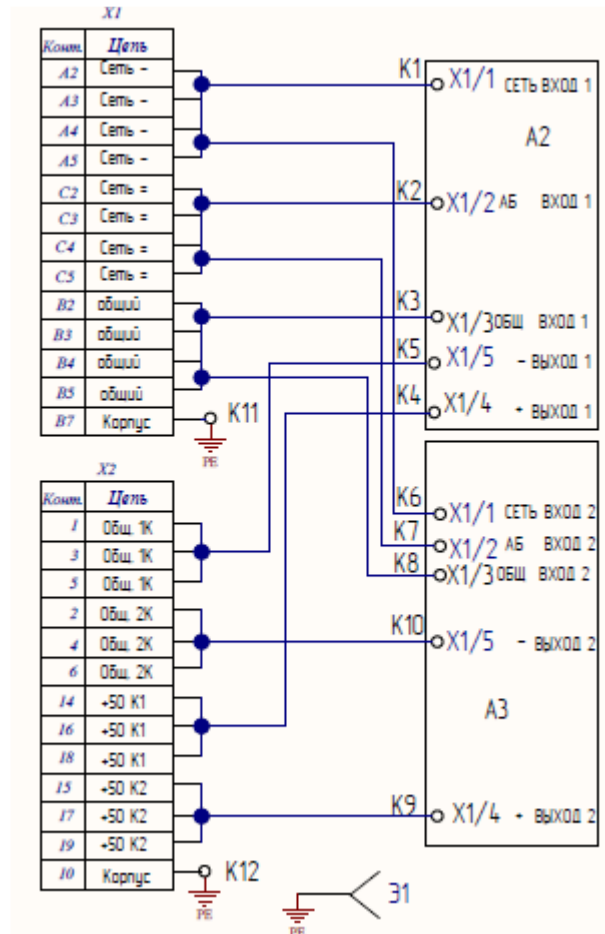 X1
Конт. Цепь
A2 Сеть -
A3 Сеть -
A4 Сеть -
A5 Сеть -
C2 Сеть =
C3 Сеть =
C4 Сеть =
C5 Сеть =
B2 общий
B3 общий
B4 общий
B5 общий
B7 Корпус
K11
PE
X2
Конт. Цепь
1 Общ. 1К
3 Общ. 1К
5 Общ. 1К
2 Общ. 2К
4 Общ. 2К
6 Общ. 2К
14 +50 К1
16 +50 К1
18 +50 К1
15 +50 К2
17 +50 К2
19 +50 К2
10 Корпус
K12
PE
PE
Э1
K1 X1/1 СЕТЬ ВХОД 1
A2
K2 X1/2 АБ ВХОД 1
K3 X1/3 ОБЩ ВХОД 1
K5 X1/5 - ВЫХОД 1
K4 X1/4 + ВЫХОД 1
K6 X1/1 СЕТЬ ВХОД 2
K7 X1/2 АБ ВХОД 2
K8 X1/3 ОБЩ ВХОД 2
K10 X1/5 - ВЫХОД 2
A3
K9 X1/4 + ВЫХОД 2